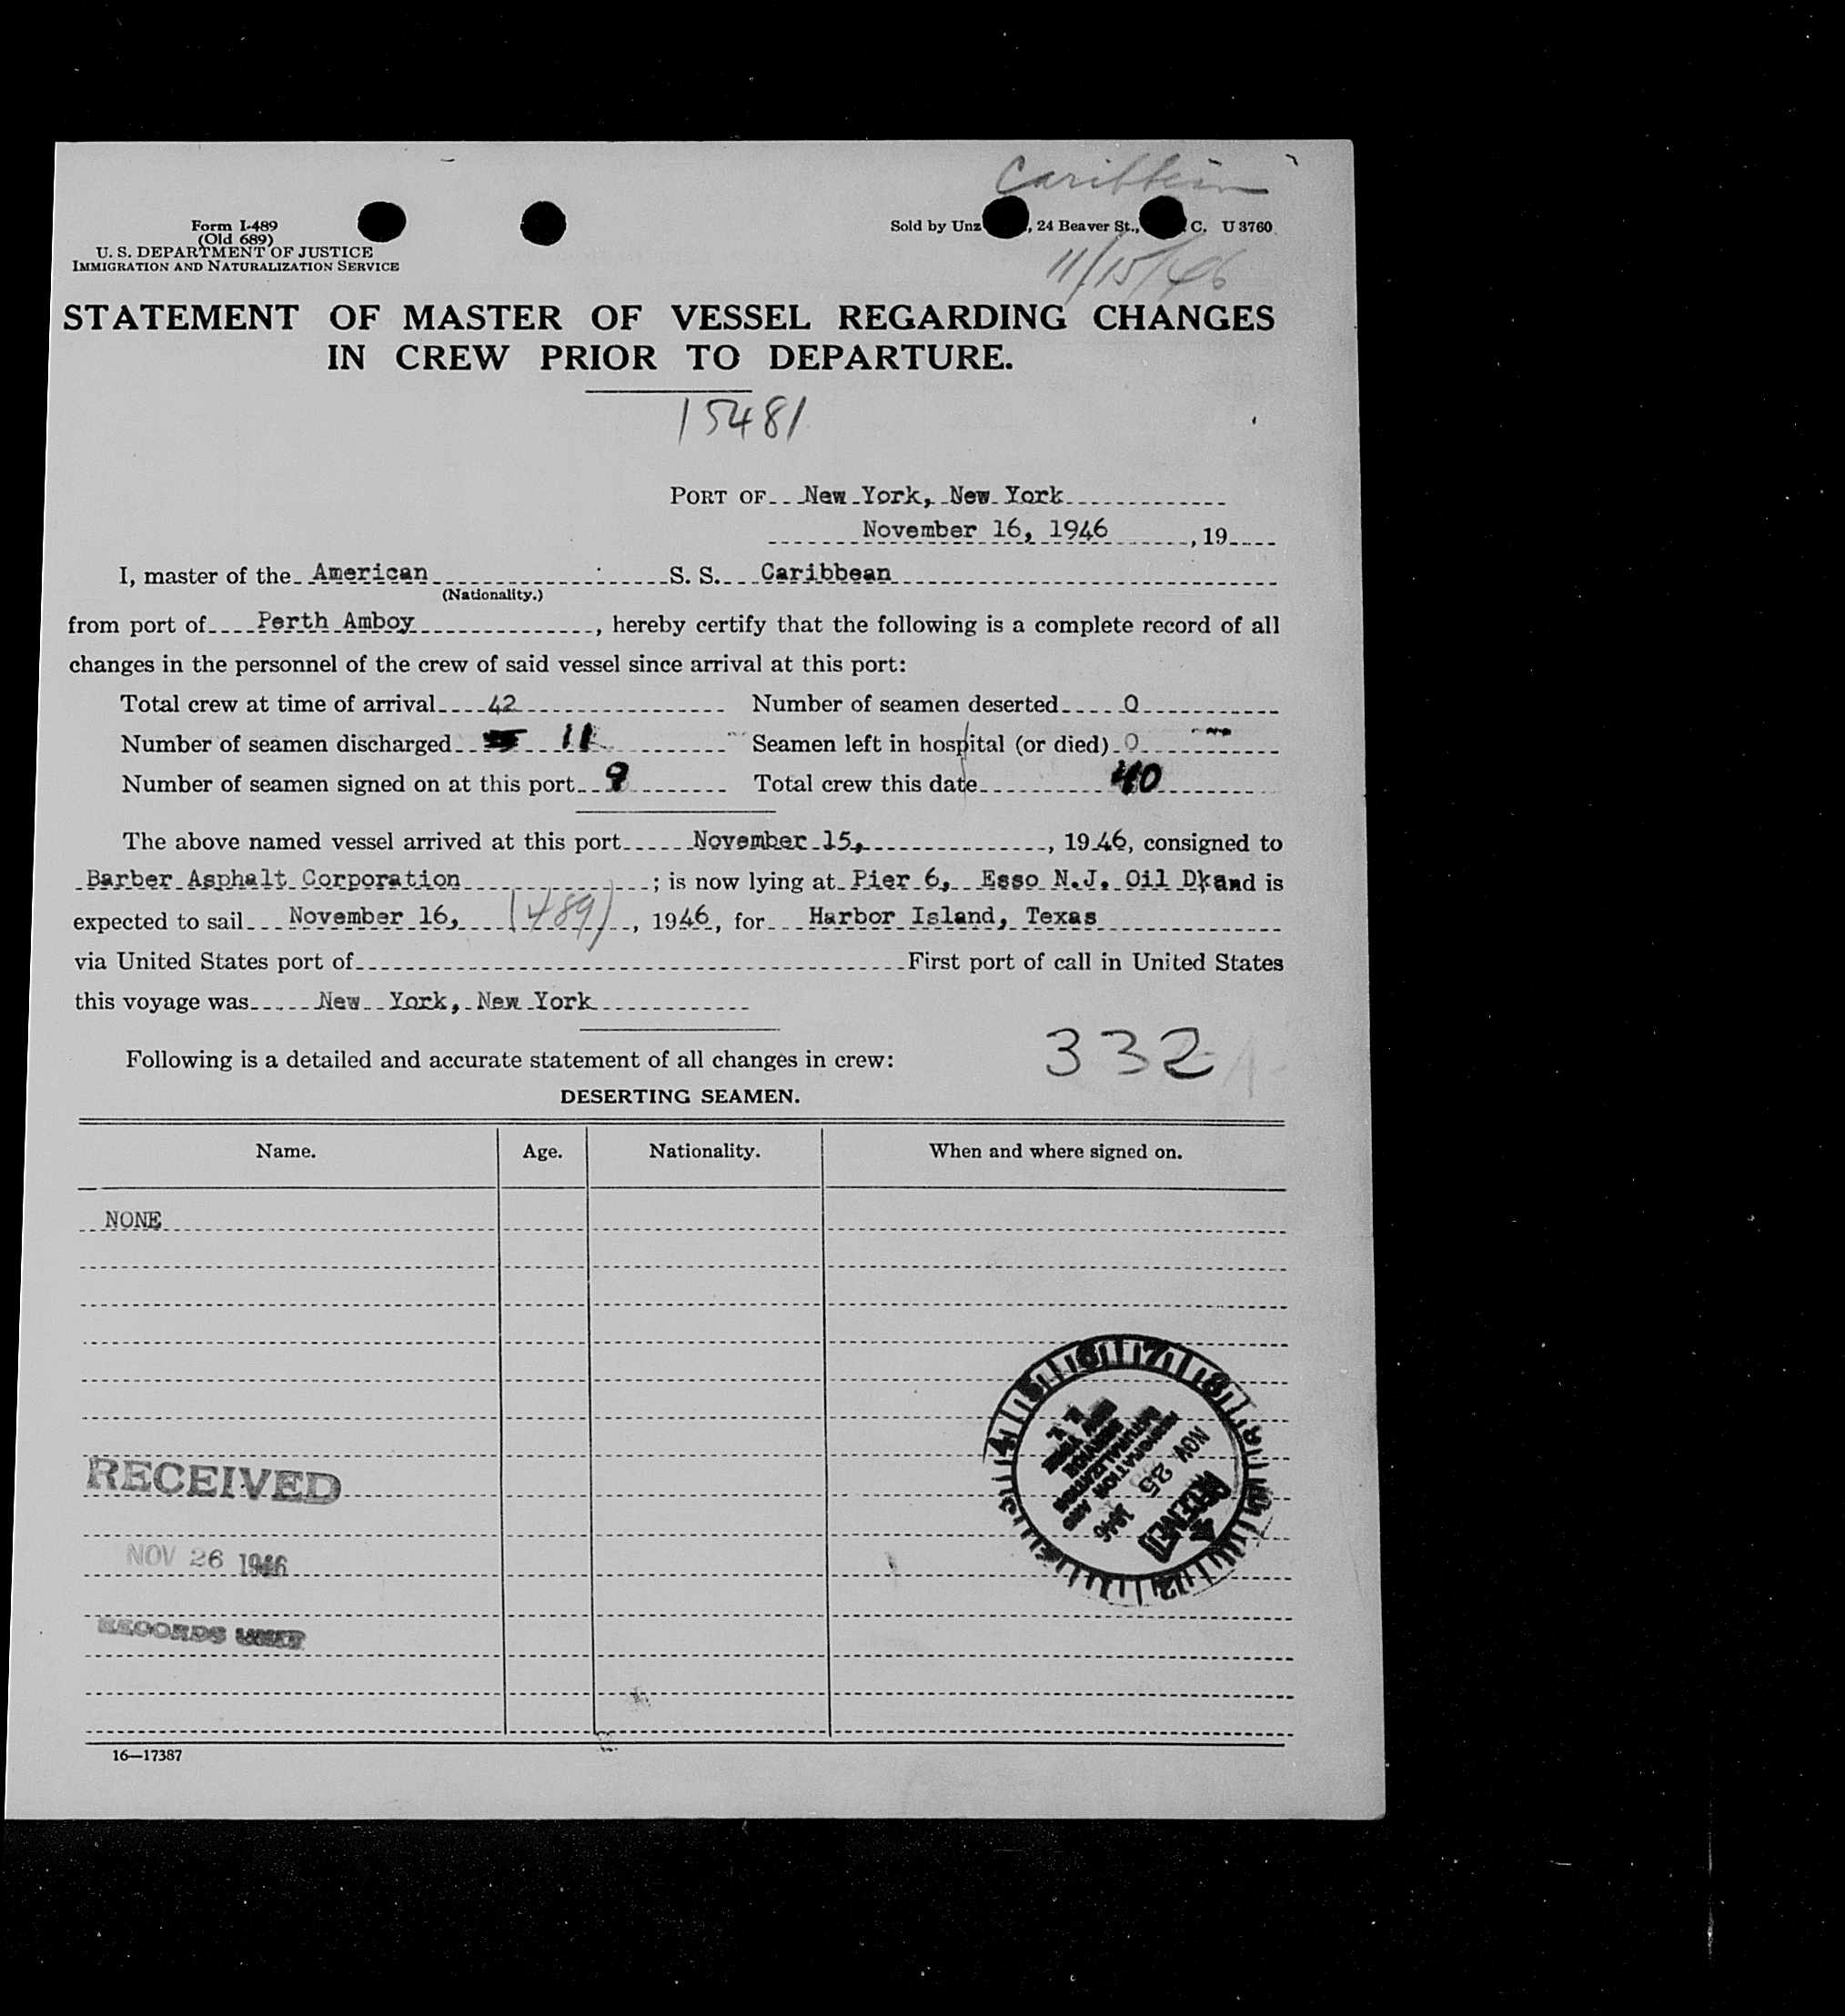 Caribbean
Form I-489
(Old 689)
U. S. DEPARTMENT OF JUSTICE
IMMIGRATION AND NATURALIZATION SERVICE
Sold by Unz , 24 Beaver St., C. U 3760
11/15/46
STATEMENT OF MASTER OF VESSEL REGARDING CHANGES
IN CREW PRIOR TO DEPARTURE.
15481
PORT OF New York, New York
November 16, 1946 , 19
I, master of the American S. S. Caribbean
(Nationality.)
from port of Perth Amboy , hereby certify that the following is a complete record of all
changes in the personnel of the crew of said vessel since arrival at this port:
Total crew at time of arrival 42 Number of seamen deserted 0
Number of seamen discharged 11 Seamen left in hospital (or died) 0
Number of seamen signed on at this port 9 Total crew this date 40
The above named vessel arrived at this port November 15, , 1946, consigned to
Barber Asphalt Corporation ; is now lying at Pier 6, Esso N.J. Oil Dk and is
expected to sail November 16, (489) , 1946, for Harbor Island, Texas
via United States port of First port of call in United States
this voyage was New York, New York
332
Following is a detailed and accurate statement of all changes in crew:
DESERTING SEAMEN.
Name. Age. Nationality. When and where signed on.
NONE
RECEIVED
NOV 26 1946
RECORDS UNIT
NOV 25 1946
RECEIVED
IMMIGRATION AND
NATURALIZATION
SERVICE
16—17387